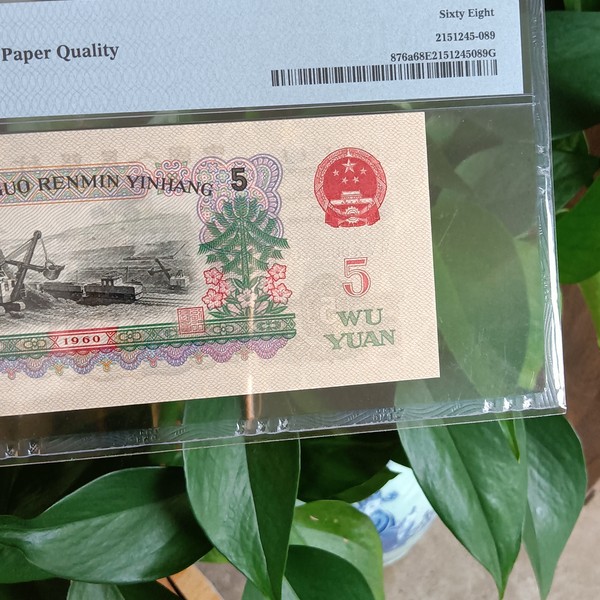 Sixty Eight
Paper Quality
2151245-089
876a68E2151245089G
GUO RENMIN YINHANG
5
5
WU
YUAN
1960